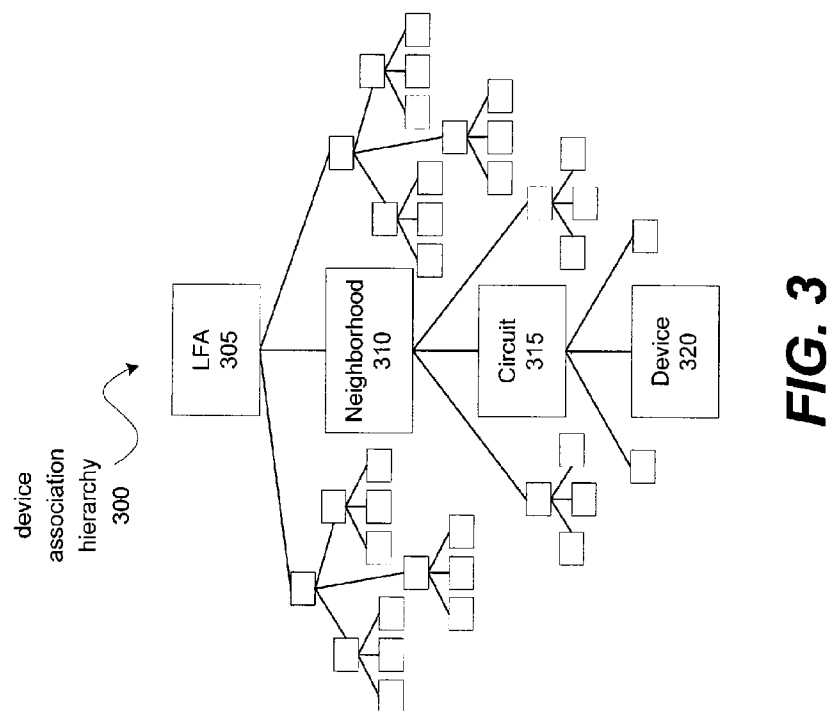 device
association
hierarchy
300
LFA
305
Neighborhood
310
Circuit
315
Device
320
FIG. 3